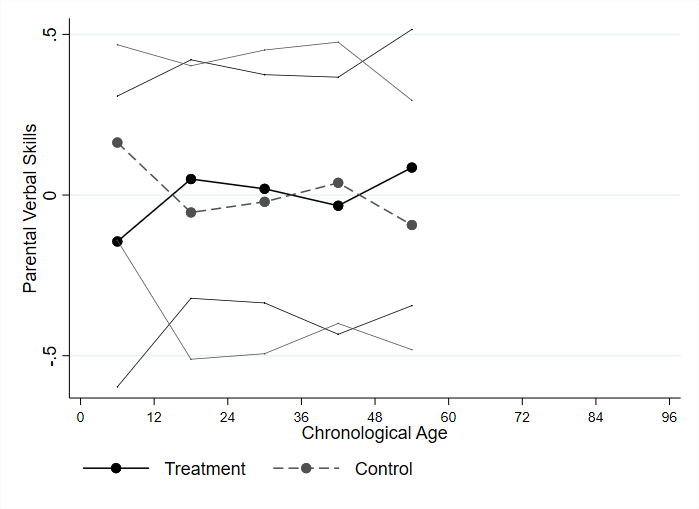 Parental Verbal Skills
.5
0
-.5
0 12 24 36 48 60 72 84 96
Chronological Age
Treatment Control